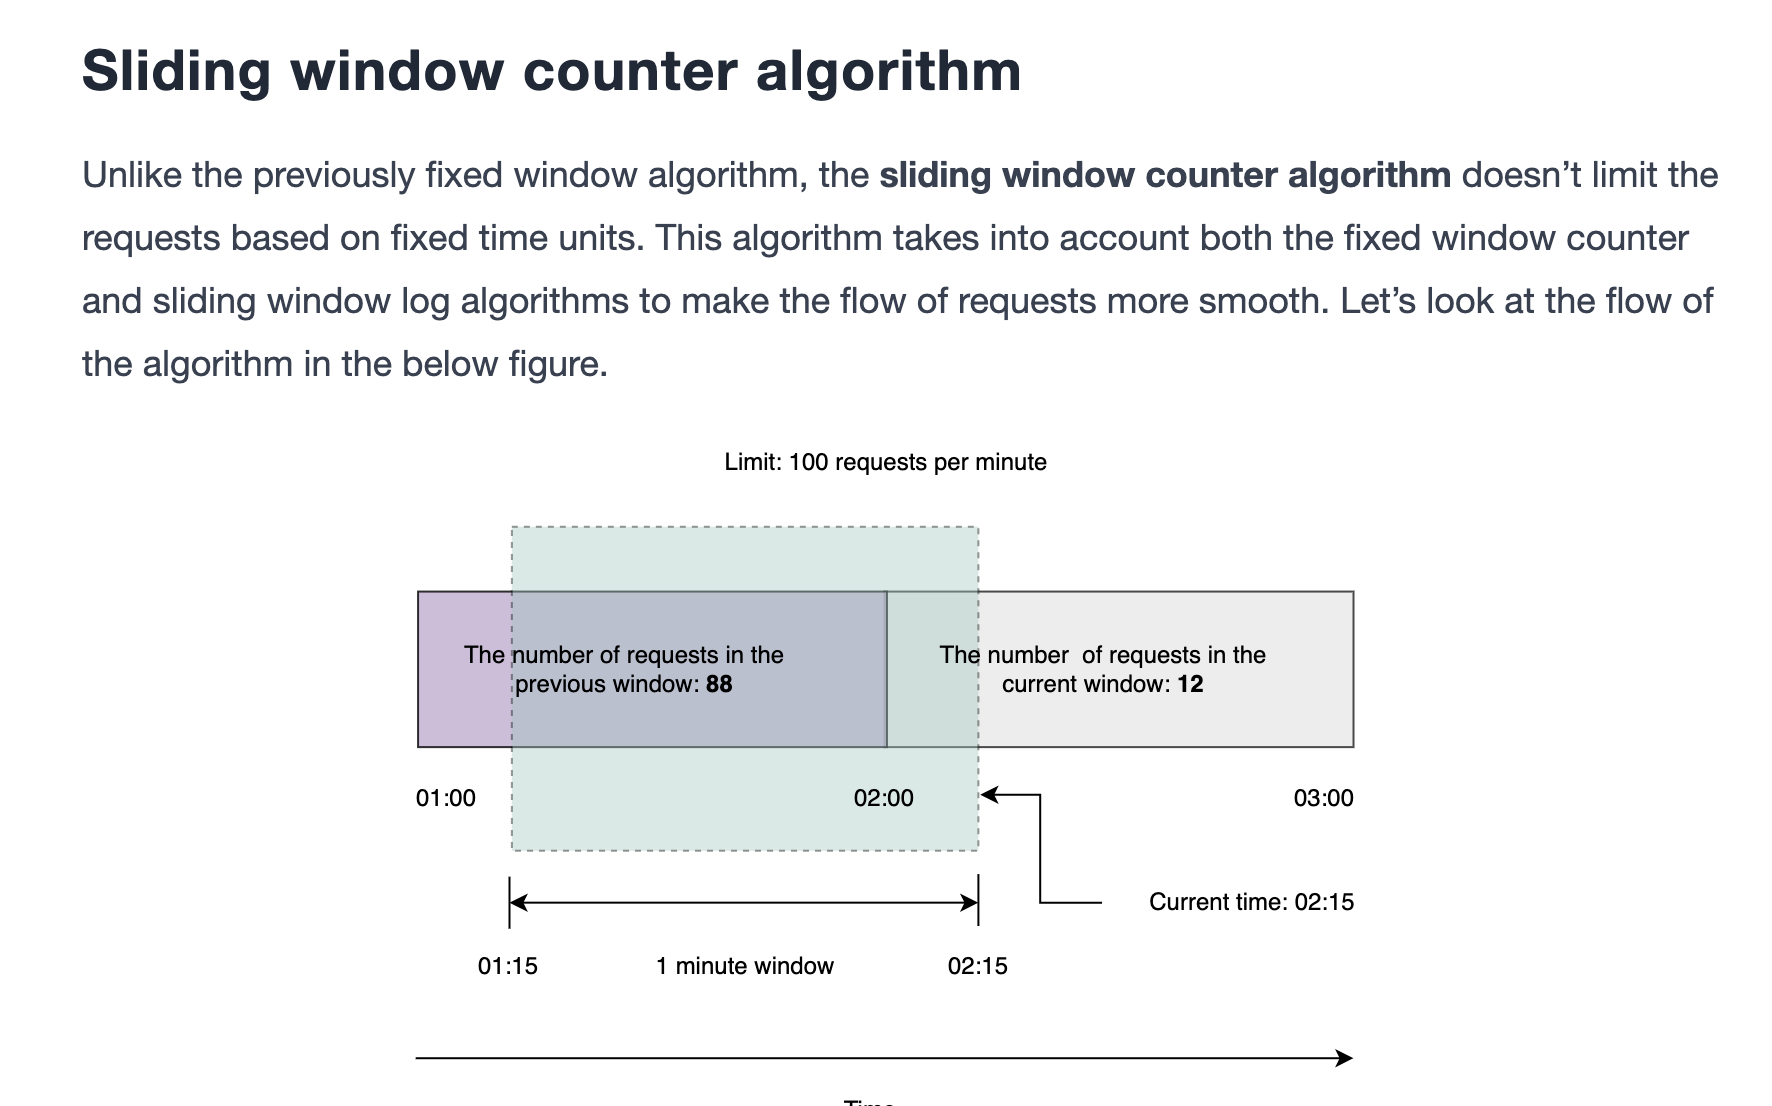 Sliding window counter algorithm
Unlike the previously fixed window algorithm, the sliding window counter algorithm doesn’t limit the
requests based on fixed time units. This algorithm takes into account both the fixed window counter
and sliding window log algorithms to make the flow of requests more smooth. Let’s look at the flow of
the algorithm in the below figure.
Limit: 100 requests per minute
The number of requests in the
previous window: 88
The number  of requests in the
current window: 12
01:00
02:00
03:00
Current time: 02:15
01:15
1 minute window
02:15
Time